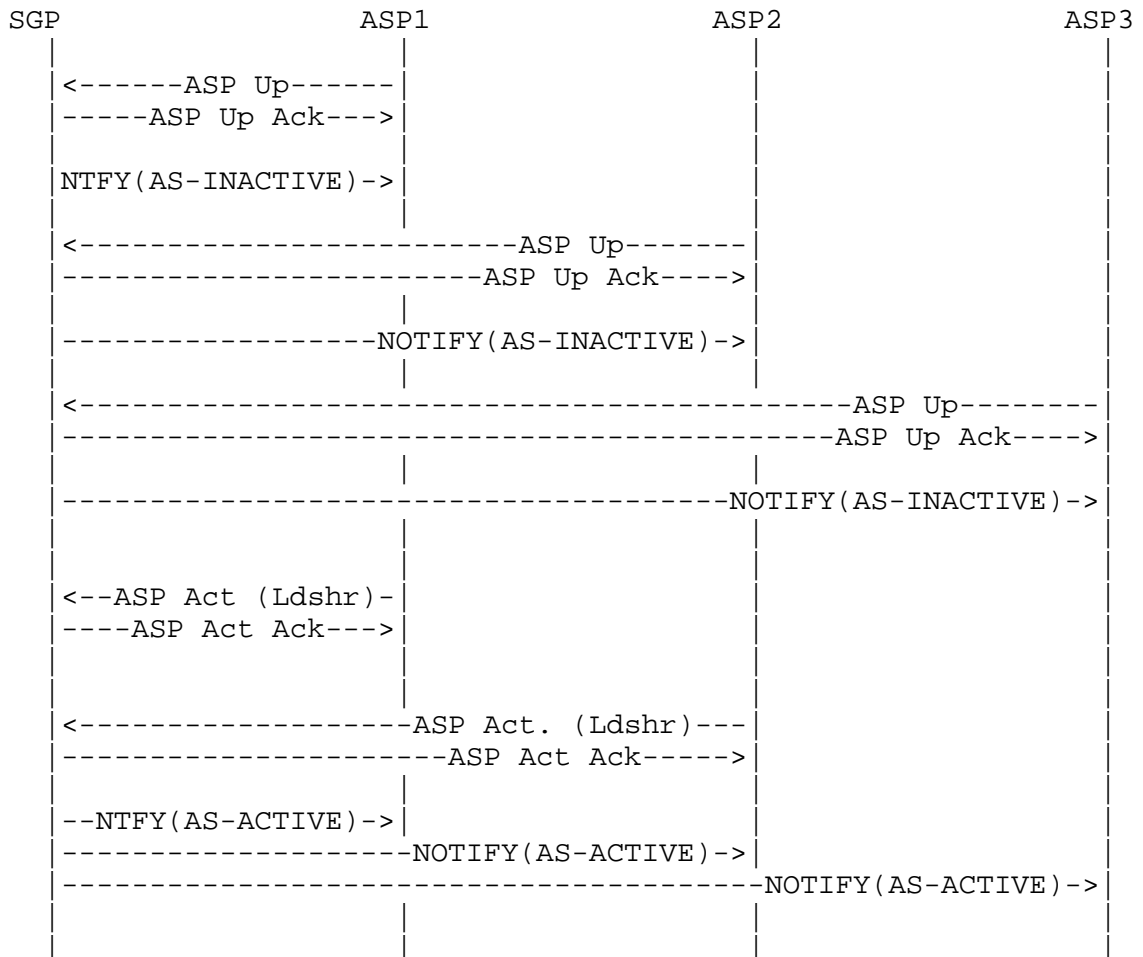 SGP ASP1 ASP2 ASP3
<------ASP Up------
-----ASP Up Ack--->
NTFY(AS-INACTIVE)->
<-------------------------ASP Up-------
------------------------ASP Up Ack---->
------------------NOTIFY(AS-INACTIVE)->
<--------------------------------------------ASP Up--------
--------------------------------------------ASP Up Ack---->
--------------------------------------NOTIFY(AS-INACTIVE)->
<--ASP Act (Ldshr)-
----ASP Act Ack--->
<-------------------ASP Act. (Ldshr)---
----------------------ASP Act Ack----->
--NTFY(AS-ACTIVE)->
--------------------NOTIFY(AS-ACTIVE)->
----------------------------------------NOTIFY(AS-ACTIVE)->